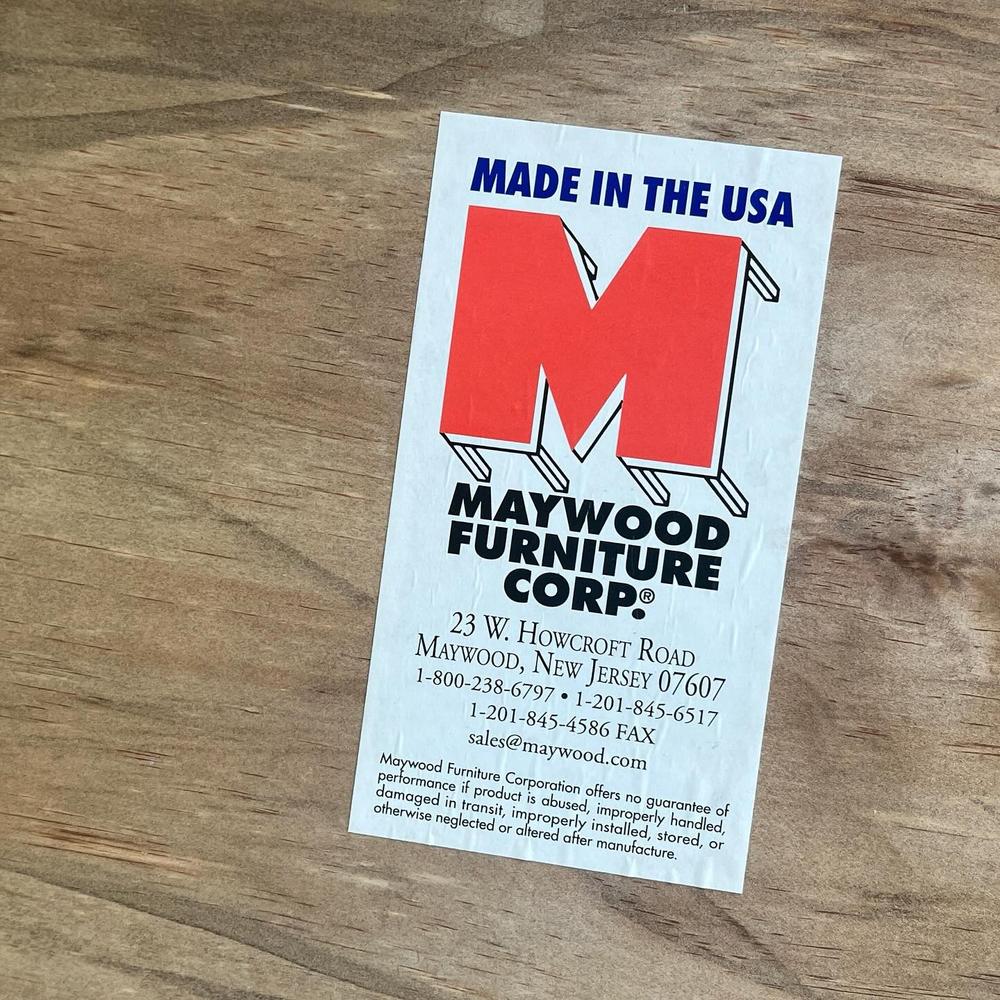 MADE IN THE USA
M
MAYWOOD
FURNITURE
CORP.®
23 W. HOWCROFT ROAD
MAYWOOD, NEW JERSEY 07607
1-800-238-6797 • 1-201-845-6517
1-201-845-4586 FAX
sales@maywood.com
Maywood Furniture Corporation offers no guarantee of
performance if product is abused, improperly handled,
damaged in transit, improperly installed, stored, or
otherwise neglected or altered after manufacture.